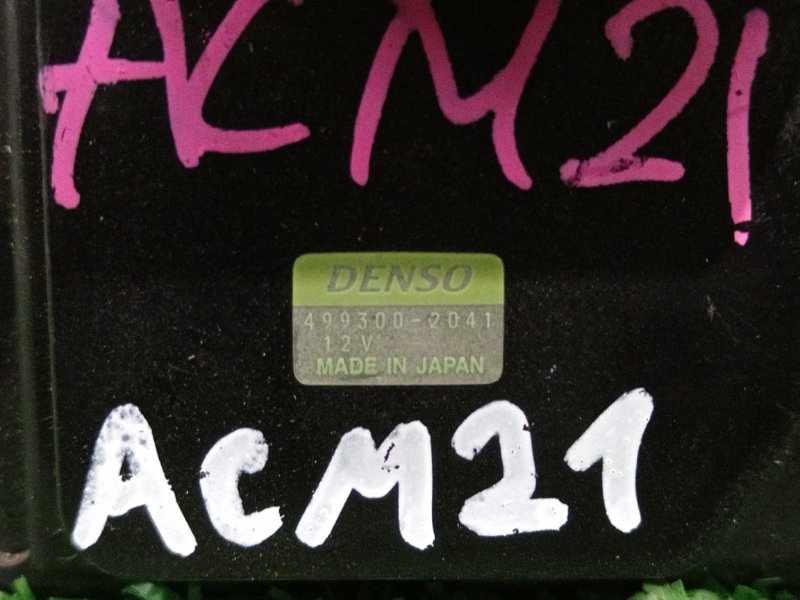 ACM21
DENSO
499300-2041
12V
MADE IN JAPAN
ACM21